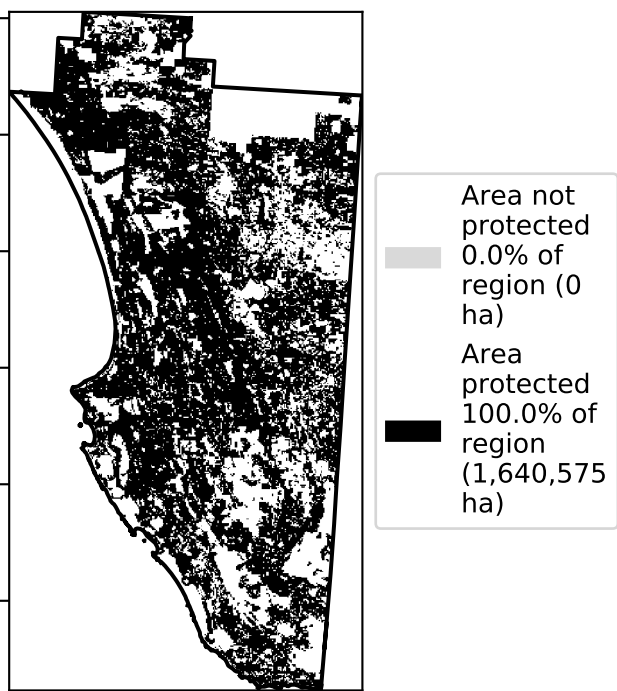 Area not
protected
0.0% of
region (0
ha)
Area
protected
100.0% of
region
(1,640,575
ha)